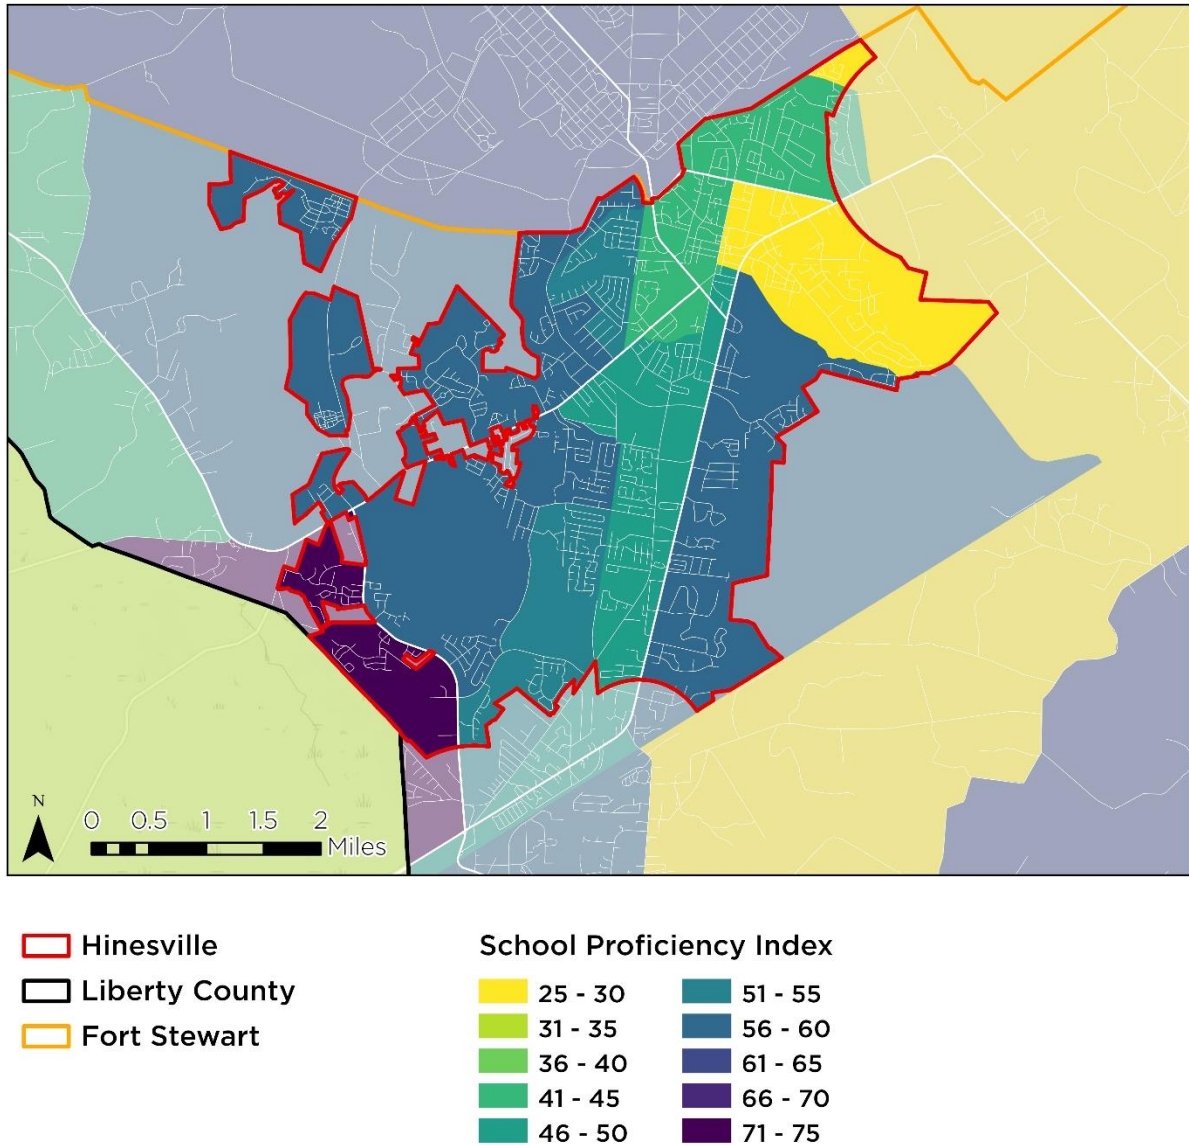 N
0 0.5 1 1.5 2
Miles
Hinesville
Liberty County
Fort Stewart
School Proficiency Index
25 - 30
31 - 35
36 - 40
41 - 45
46 - 50
51 - 55
56 - 60
61 - 65
66 - 70
71 - 75